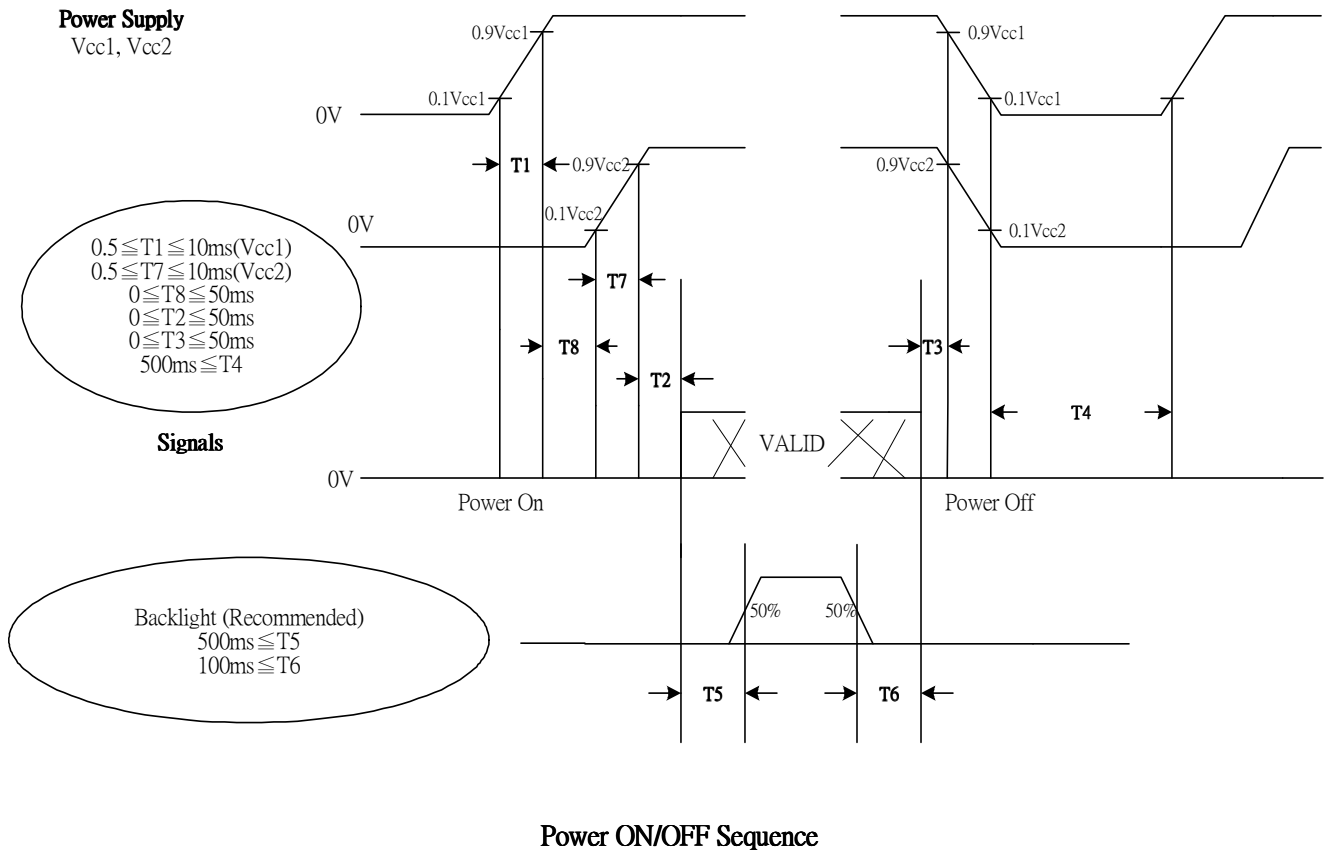 Power Supply
Vcc1, Vcc2
0.9Vcc1
0.9Vcc1
0.1Vcc1
0.1Vcc1
0V
T1
0.9Vcc2
0.9Vcc2
0.1Vcc2
0V
0.1Vcc2
0.5≦T1≦10ms(Vcc1)
0.5≦T7≦10ms(Vcc2)
0≦T8≦50ms
0≦T2≦50ms
0≦T3≦50ms
500ms≦T4
T7
T8
T3
T2
T4
Signals
VALID
0V
Power On
Power Off
Backlight (Recommended)
500ms≦T5
100ms≦T6
50%
50%
T5
T6
Power ON/OFF Sequence